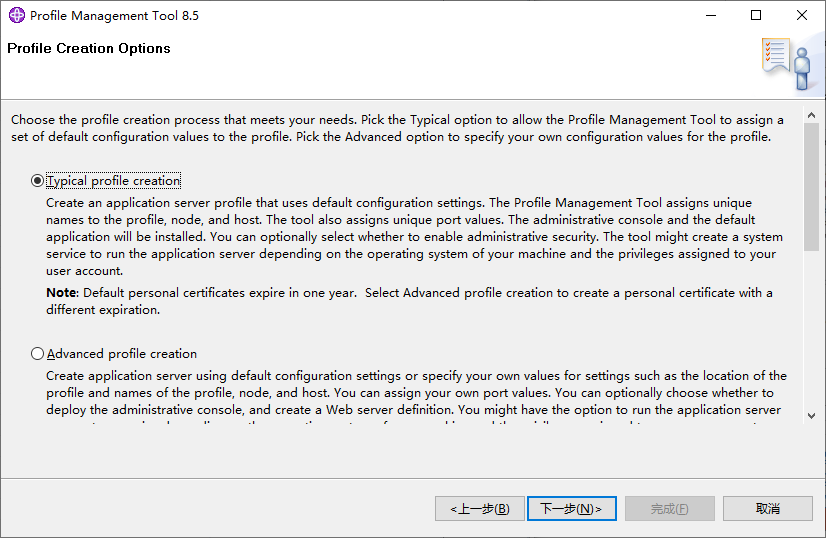 Profile Management Tool 8.5
Profile Creation Options
Choose the profile creation process that meets your needs. Pick the Typical option to allow the Profile Management Tool to assign a
set of default configuration values to the profile. Pick the Advanced option to specify your own configuration values for the profile.
Typical profile creation
Create an application server profile that uses default configuration settings. The Profile Management Tool assigns unique
names to the profile, node, and host. The tool also assigns unique port values. The administrative console and the default
application will be installed. You can optionally select whether to enable administrative security. The tool might create a system
service to run the application server depending on the operating system of your machine and the privileges assigned to your
user account.
Note: Default personal certificates expire in one year.  Select Advanced profile creation to create a personal certificate with a
different expiration.
Advanced profile creation
Create application server using default configuration settings or specify your own values for settings such as the location of the
profile and names of the profile, node, and host. You can assign your own port values. You can optionally choose whether to
deploy the administrative console, and create a Web server definition. You might have the option to run the application server
<上一步(B) 下一步(N)> 完成(F) 取消